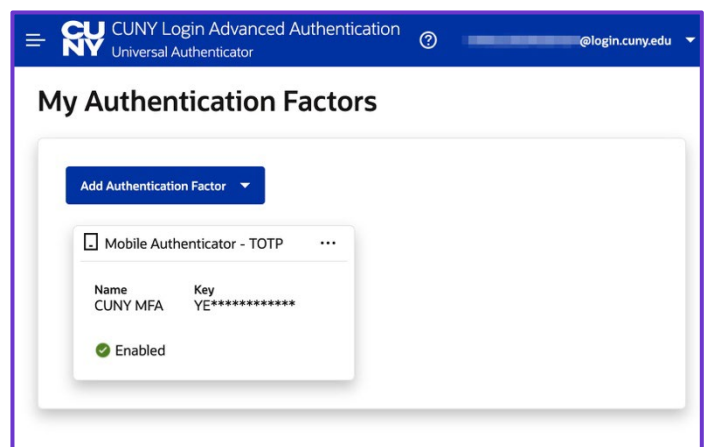 CUNY CUNY Login Advanced Authentication
Universal Authenticator
@login.cuny.edu
My Authentication Factors
Add Authentication Factor
Mobile Authenticator - TOTP
Name Key
CUNY MFA YE************
Enabled